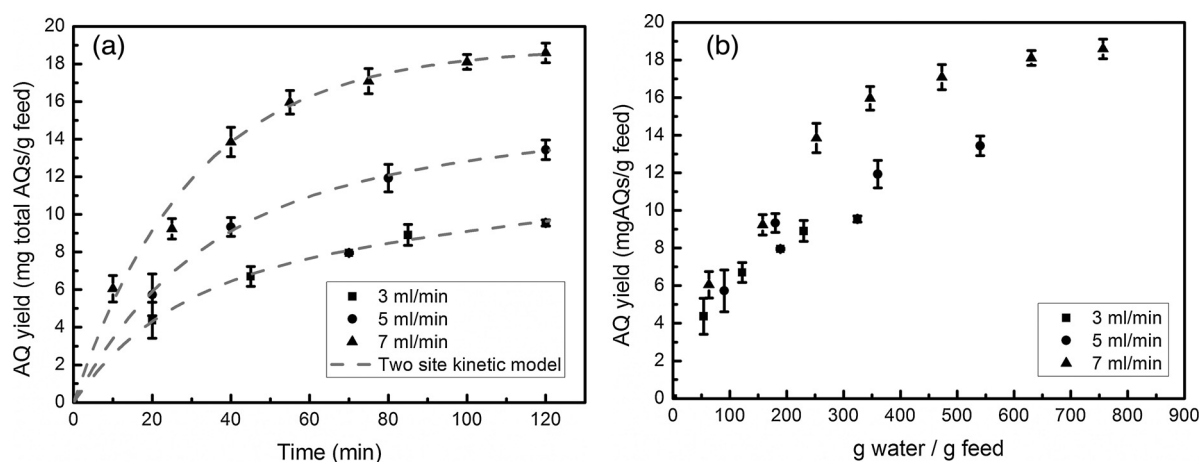 (a)
AQ yield (mg total AQs/g feed)
20
18
16
14
12
10
8
6
4
2
0
0 20 40 60 80 100 120
Time (min)
3 ml/min
5 ml/min
7 ml/min
Two site kinetic model
(b)
AQ yield (mgAQs/g feed)
20
18
16
14
12
10
8
6
4
2
0
0 100 200 300 400 500 600 700 800 900
g water / g feed
3 ml/min
5 ml/min
7 ml/min